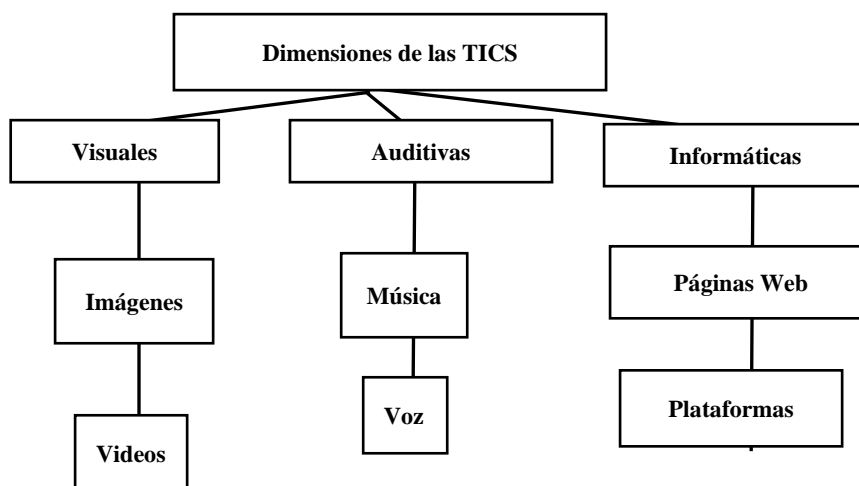 Dimensiones de las TICS
Visuales
Auditivas
Informáticas
Imágenes
Música
Páginas Web
Videos
Voz
Plataformas